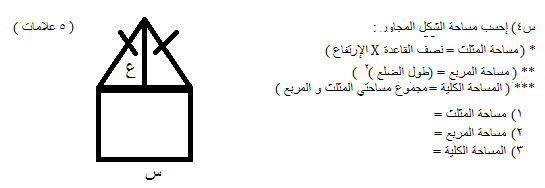 س٤) إحسب مساحة الشكل المجاور : ( ٥ علامات )
* ( مساحة المثلث = نصف القاعدة X الإرتفاع )
** ( مساحة المربع = (طول الضلع )٢ )
*** ( المساحة الكلية = مجموع مساحتي المثلث و المربع )
١) مساحة المثلث =
٢) مساحة المربع =
٣) المساحة الكلية =
ع
س